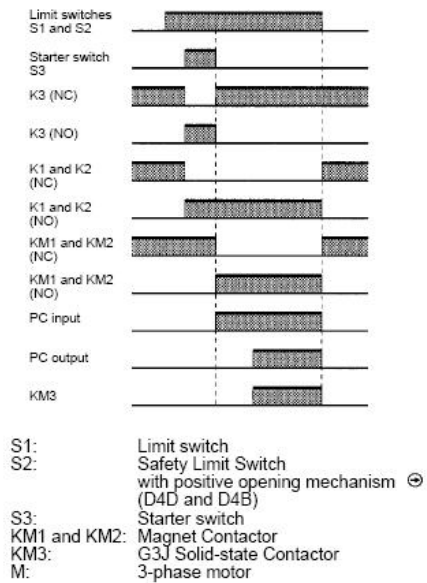 Limit switches
S1 and S2
Starter switch
S3
K3 (NC)
K3 (NO)
K1 and K2
(NC)
K1 and K2
(NO)
KM1 and KM2
(NC)
KM1 and KM2
(NO)
PC input
PC output
KM3
S1: Limit switch
S2: Safety Limit Switch
with positive opening mechanism
(D4D and D4B)
S3: Starter switch
KM1 and KM2: Magnet Contactor
KM3: G3J Solid-state Contactor
M: 3-phase motor